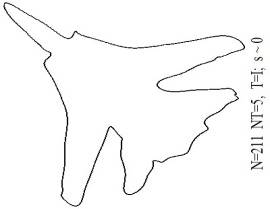 N=211 NT=5, T=I; s ~ 0